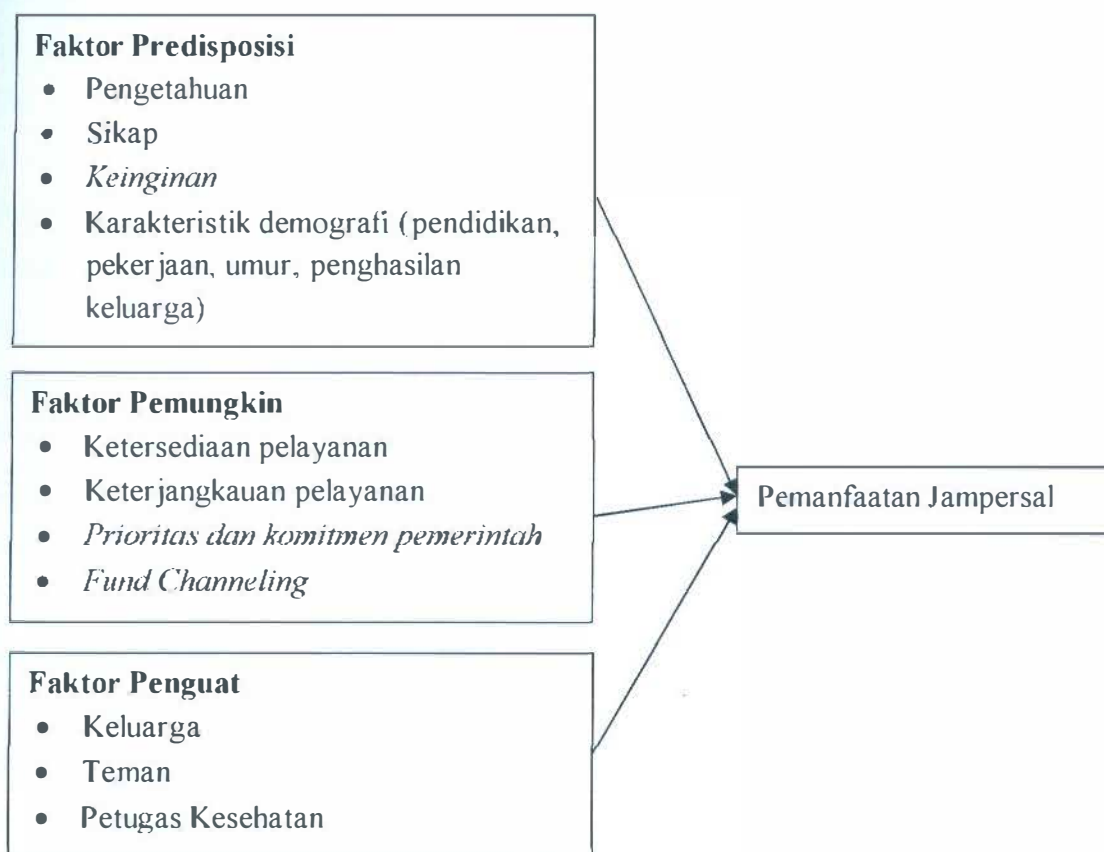 Faktor Predisposisi
• Pengetahuan
• Sikap
• Keinginan
• Karakteristik demografi (pendidikan,
pekerjaan, umur, penghasilan
keluarga)
Faktor Pemungkin
• Ketersediaan pelayanan
• Keterjangkauan pelayanan
• Prioritas dan komitmen pemerintah
• Fund Channeling
Pemanfaatan Jampersal
Faktor Penguat
• Keluarga
• Teman
• Petugas Kesehatan